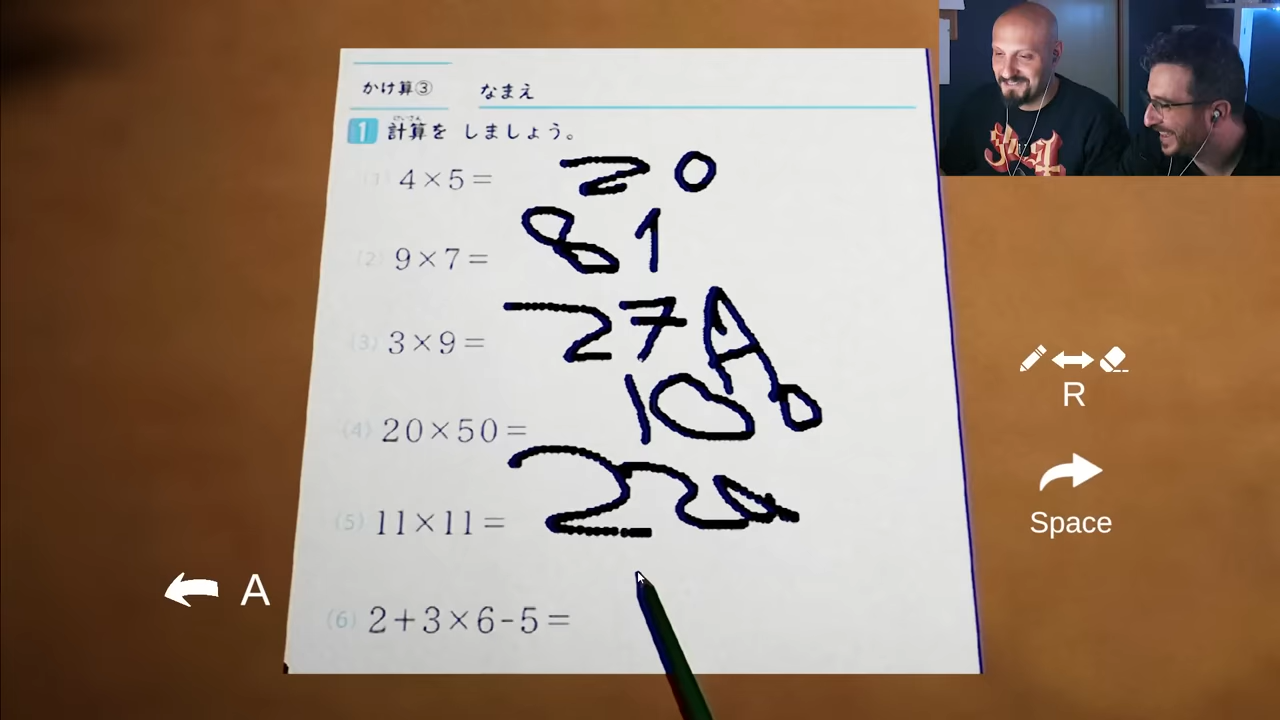 かけ算③ なまえ
1 計算を しましょう。
けいさん
(1) 4×5= 20
(2) 9×7= 81
(3) 3×9= 27A
(4) 20×50= 100
(5) 11×11=
(6) 2+3×6-5=
R
Space
A